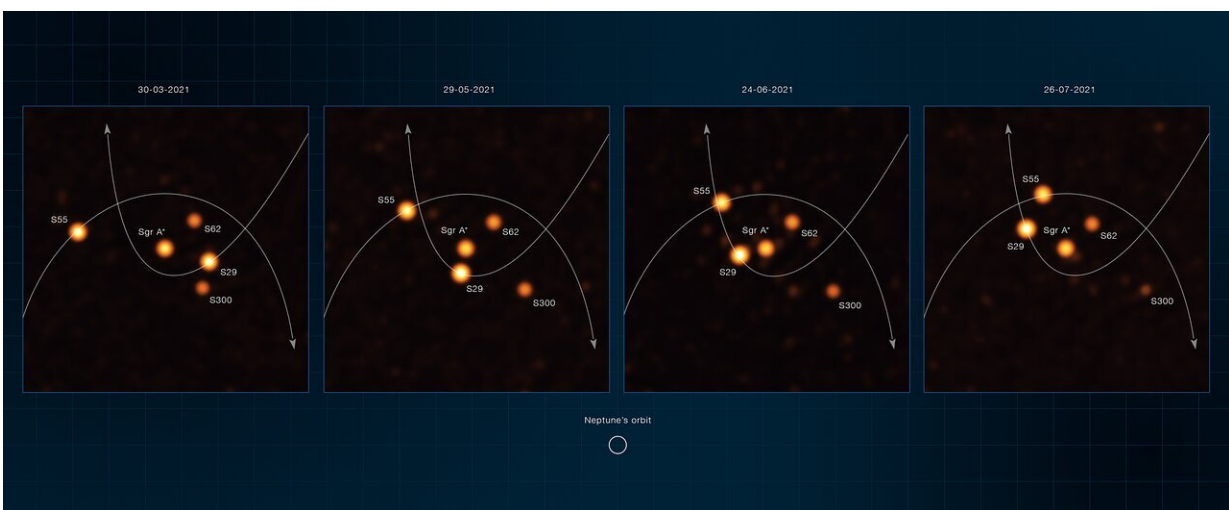 30-03-2021
29-05-2021
24-06-2021
26-07-2021
S55
Sgr A*
S62
S29
S300
S55
Sgr A*
S62
S29
S300
S55
Sgr A*
S62
S29
S300
S55
Sgr A*
S62
S29
S300
Neptune's orbit